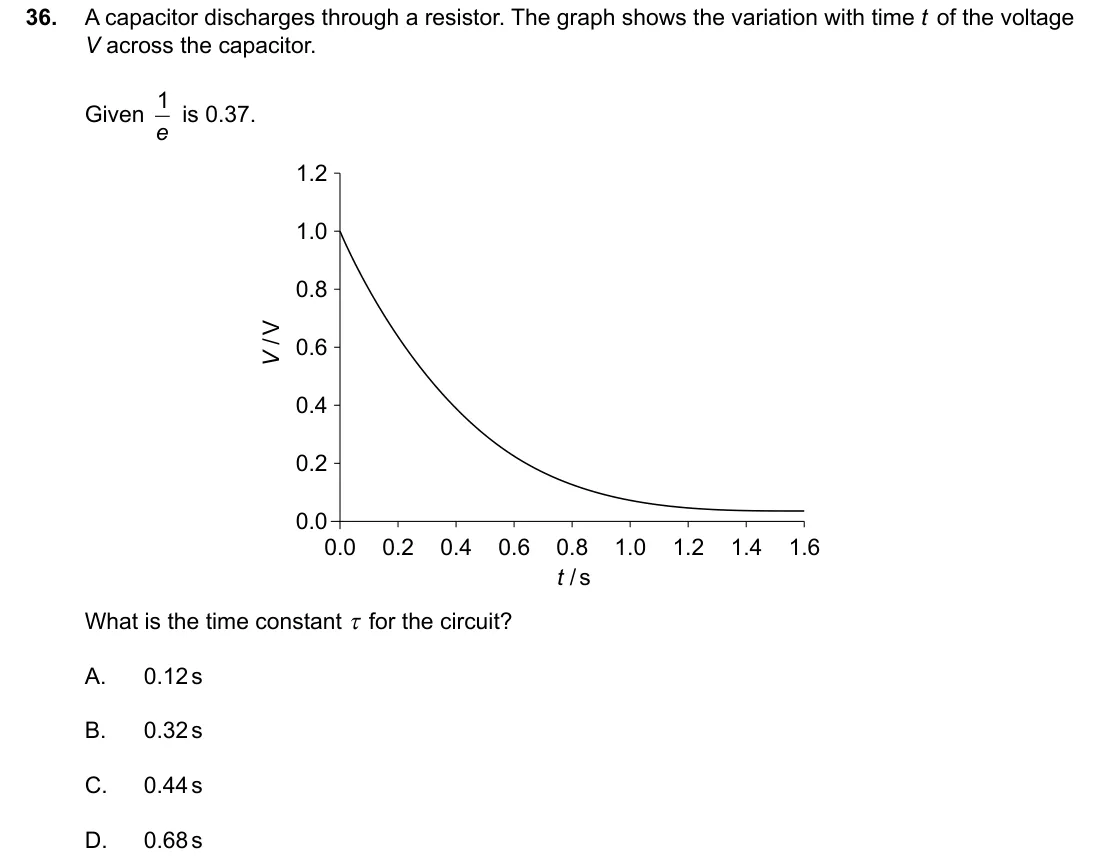 36. A capacitor discharges through a resistor. The graph shows the variation with time t of the voltage
V across the capacitor.
Given 1/e is 0.37.
1.2
1.0
0.8
V / V
0.6
0.4
0.2
0.0
0.0 0.2 0.4 0.6 0.8 1.0 1.2 1.4 1.6
t / s
What is the time constant τ for the circuit?
A. 0.12 s
B. 0.32 s
C. 0.44 s
D. 0.68 s